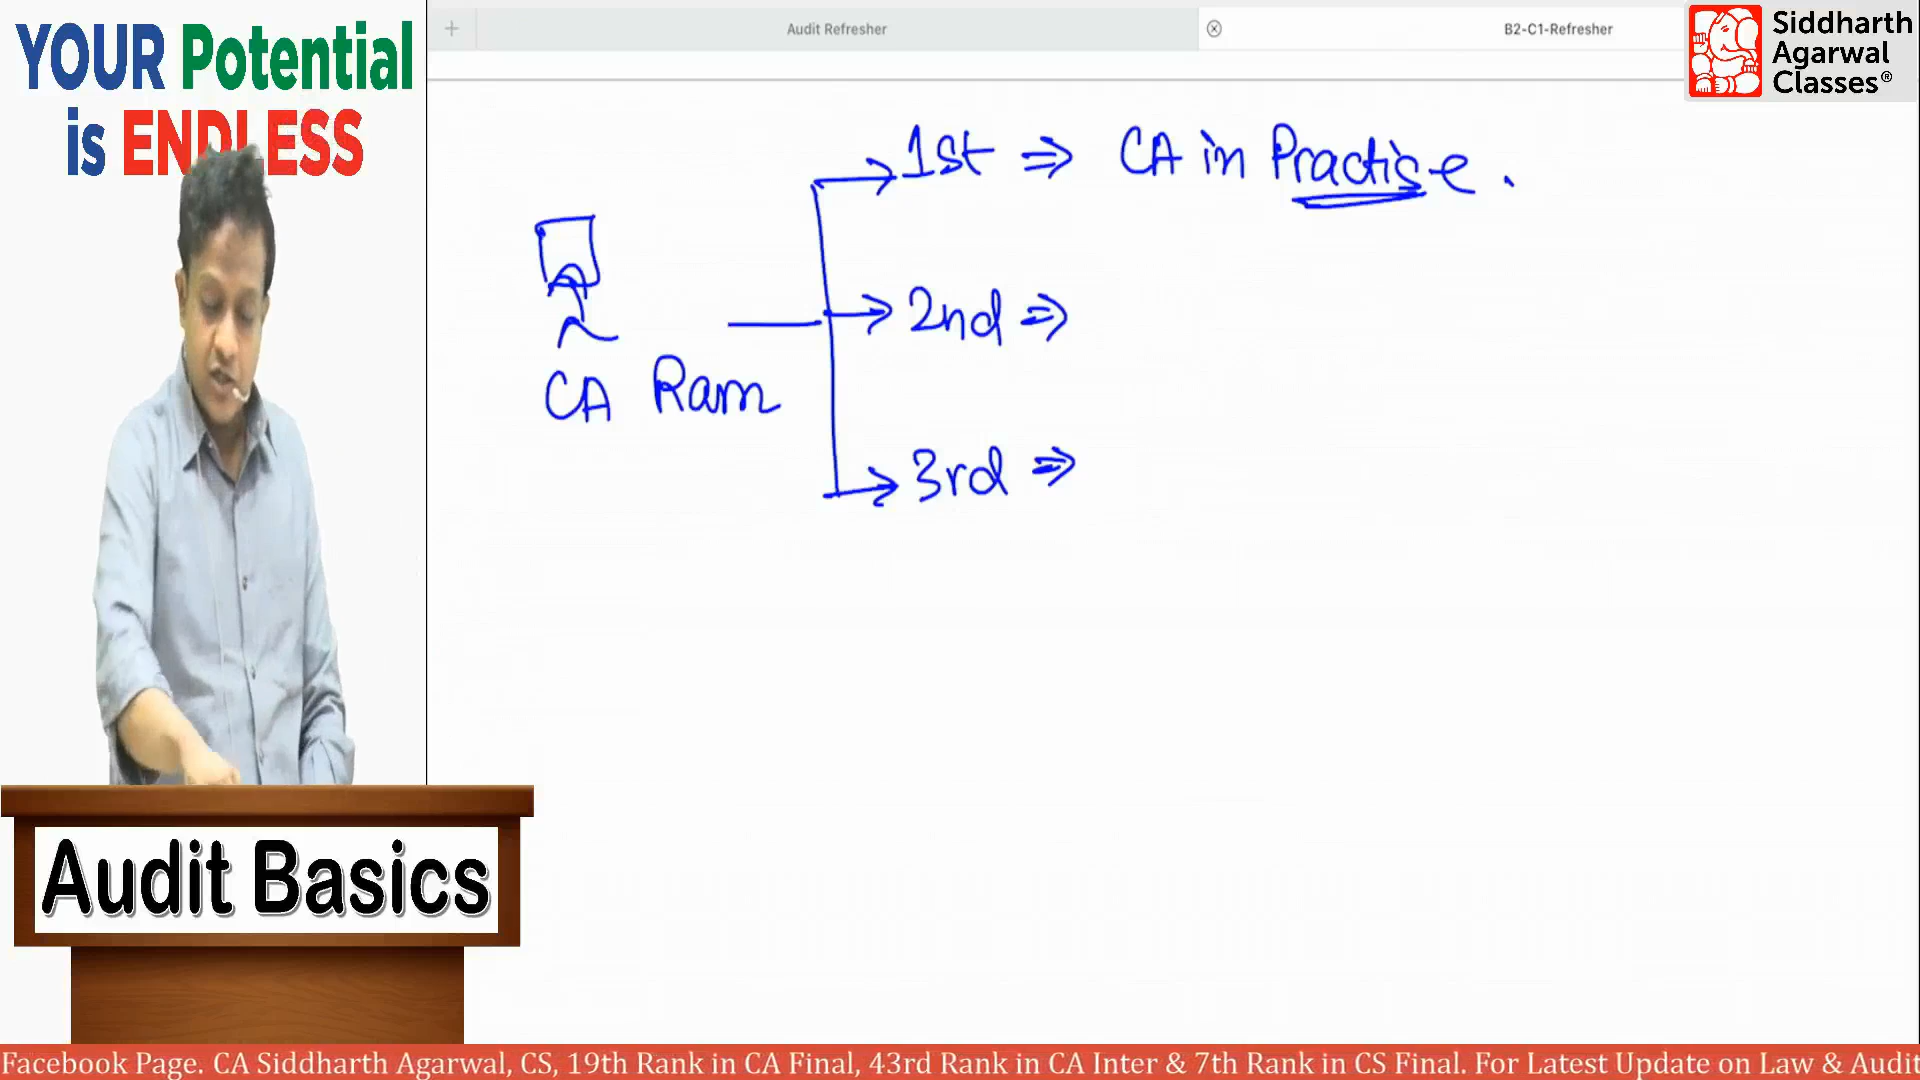 YOUR Potential
is ENDLESS
Audit Refresher
B2-C1-Refresher
Siddharth
Agarwal
Classes®
1st ⇒ CA in Practise.
2nd ⇒
CA Ram
3rd ⇒
Audit Basics
Facebook Page. CA Siddharth Agarwal, CS, 19th Rank in CA Final, 43rd Rank in CA Inter & 7th Rank in CS Final. For Latest Update on Law & Audit